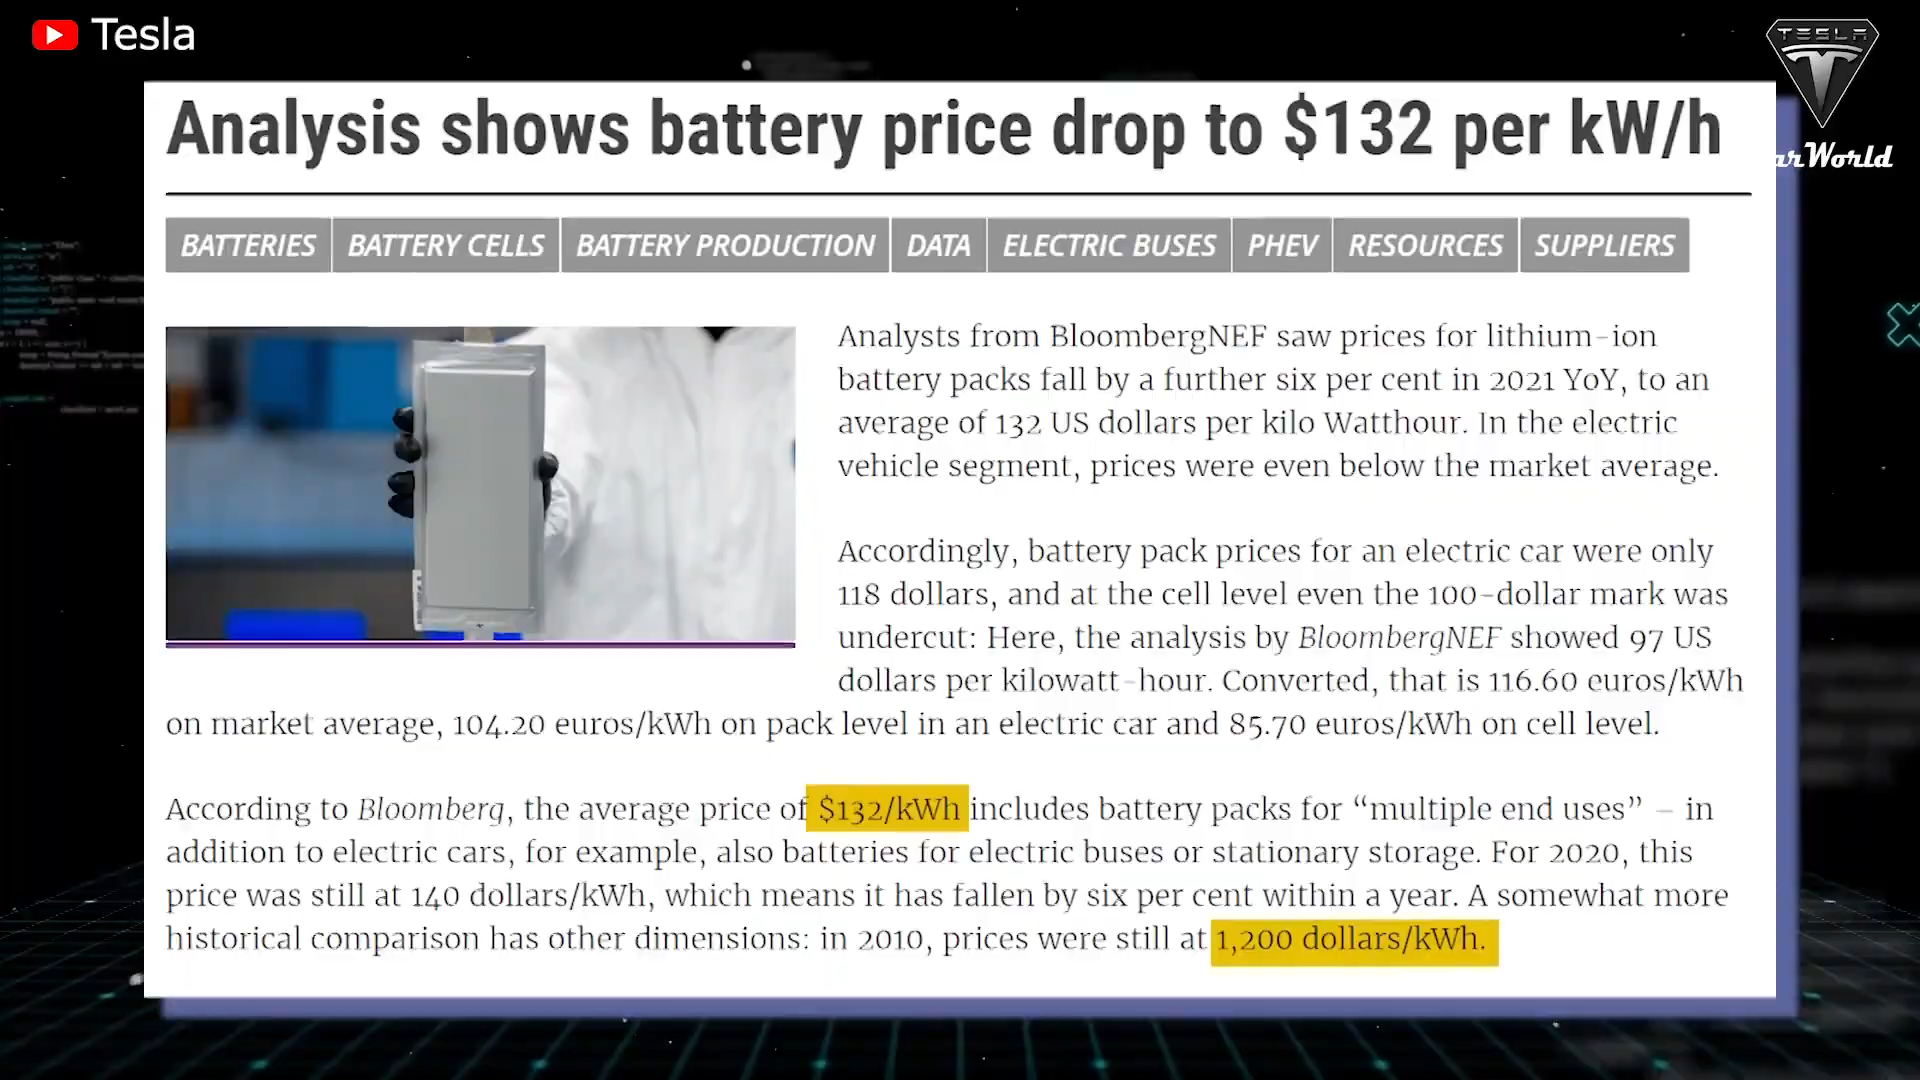 Tesla
TESLA
arWorld
Analysis shows battery price drop to $132 per kW/h
BATTERIES BATTERY CELLS BATTERY PRODUCTION DATA ELECTRIC BUSES PHEV RESOURCES SUPPLIERS
Analysts from BloombergNEF saw prices for lithium-ion
battery packs fall by a further six per cent in 2021 YoY, to an
average of 132 US dollars per kilo Watthour. In the electric
vehicle segment, prices were even below the market average.
Accordingly, battery pack prices for an electric car were only
118 dollars, and at the cell level even the 100-dollar mark was
undercut: Here, the analysis by BloombergNEF showed 97 US
dollars per kilowatt-hour. Converted, that is 116.60 euros/kWh
on market average, 104.20 euros/kWh on pack level in an electric car and 85.70 euros/kWh on cell level.
According to Bloomberg, the average price of $132/kWh includes battery packs for “multiple end uses” – in
addition to electric cars, for example, also batteries for electric buses or stationary storage. For 2020, this
price was still at 140 dollars/kWh, which means it has fallen by six per cent within a year. A somewhat more
historical comparison has other dimensions: in 2010, prices were still at 1,200 dollars/kWh.